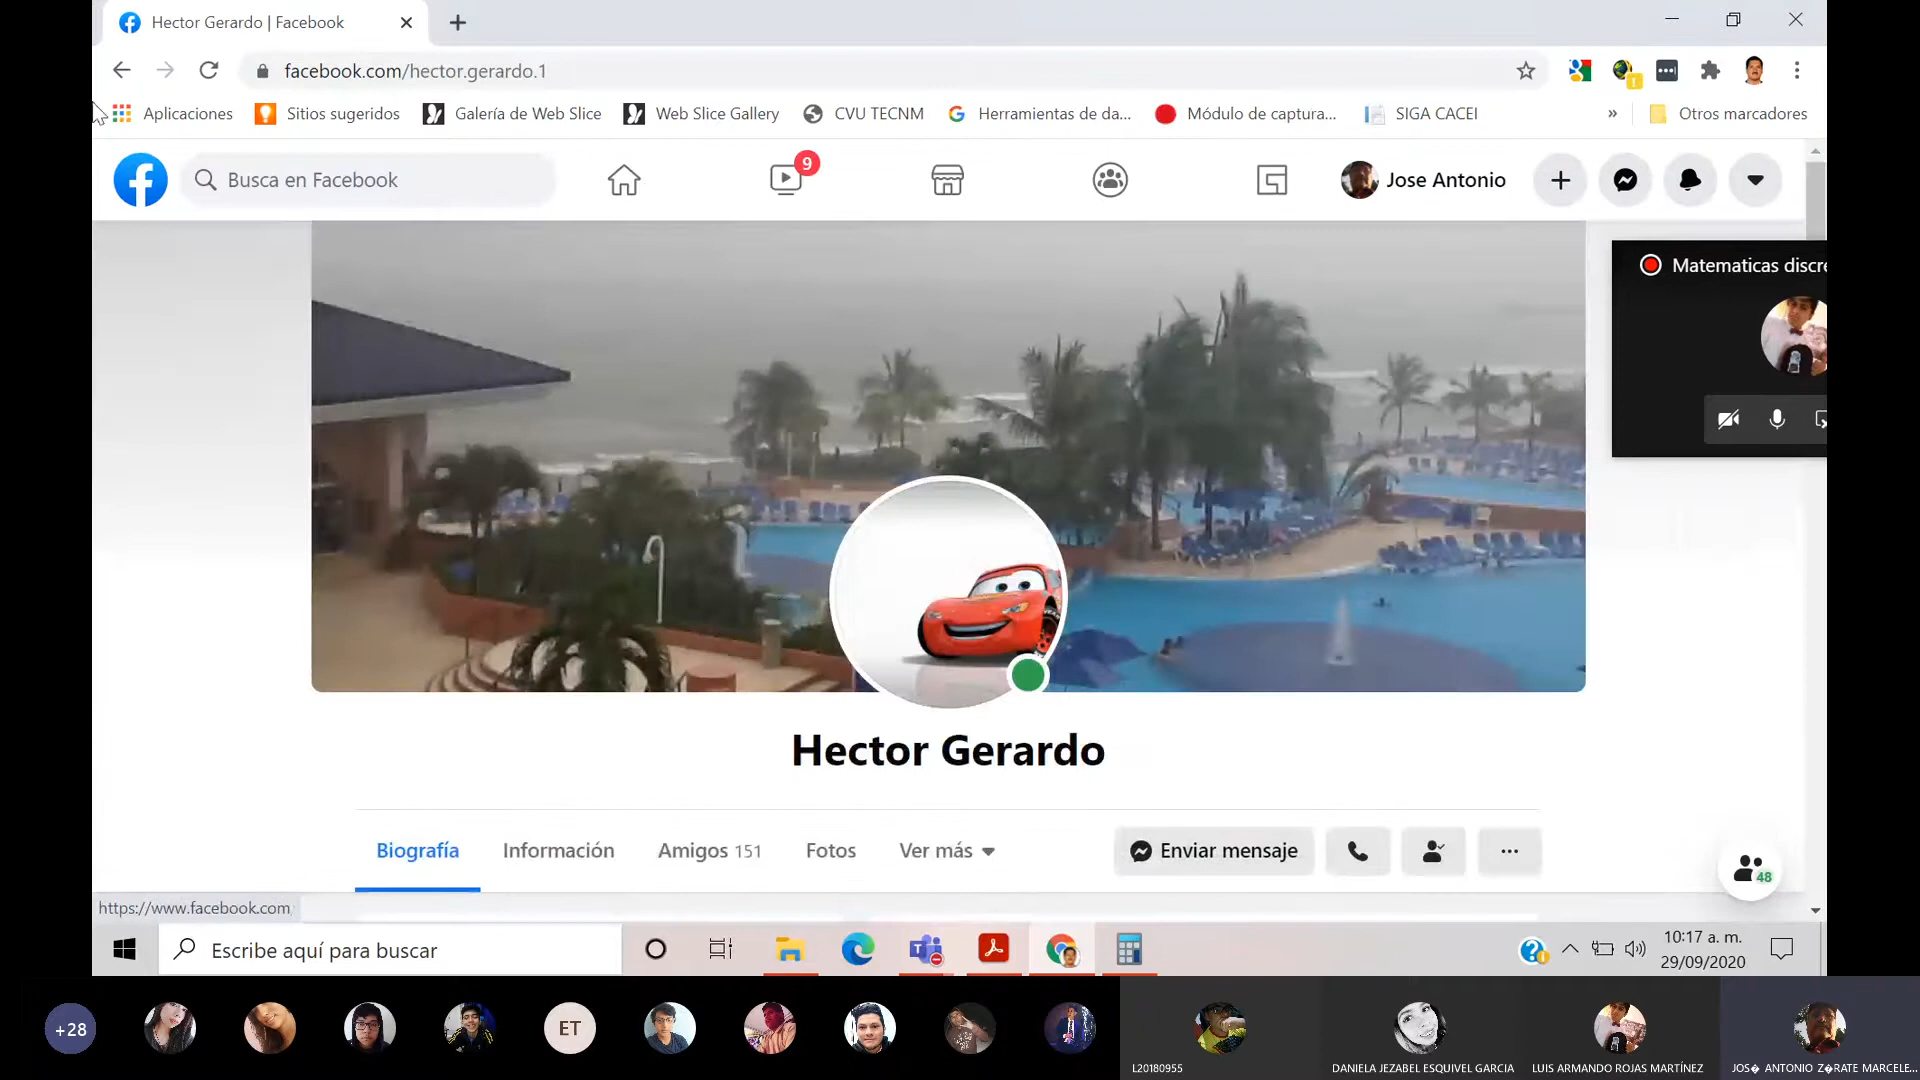 Hector Gerardo | Facebook
facebook.com/hector.gerardo.1
Aplicaciones
Sitios sugeridos
Galería de Web Slice
Web Slice Gallery
CVU TECNM
Herramientas de da...
Módulo de captura...
SIGA CACEI
»
Otros marcadores
Busca en Facebook
9
Jose Antonio
Matematicas discre
Hector Gerardo
Biografía
Información
Amigos 151
Fotos
Ver más
Enviar mensaje
48
https://www.facebook.com
Escribe aquí para buscar
10:17 a. m.
29/09/2020
+28
ET
L20180955
DANIELA JEZABEL ESQUIVEL GARCIA
LUIS ARMANDO ROJAS MARTÍNEZ
JOS� ANTONIO Z�RATE MARCELE...